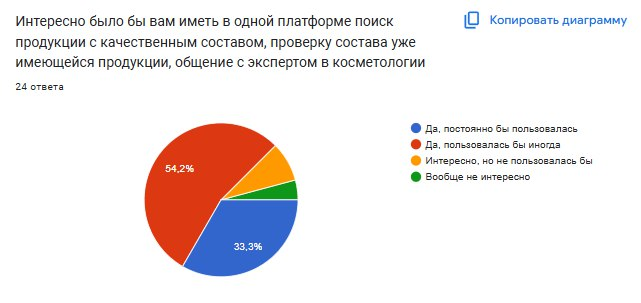 Интересно было бы вам иметь в одной платформе поиск
продукции с качественным составом, проверку состава уже
имеющейся продукции, общение с экспертом в косметологии
Копировать диаграмму
24 ответа
54,2%
33,3%
Да, постоянно бы пользовалась
Да, пользовалась бы иногда
Интересно, но не пользовалась бы
Вообще не интересно